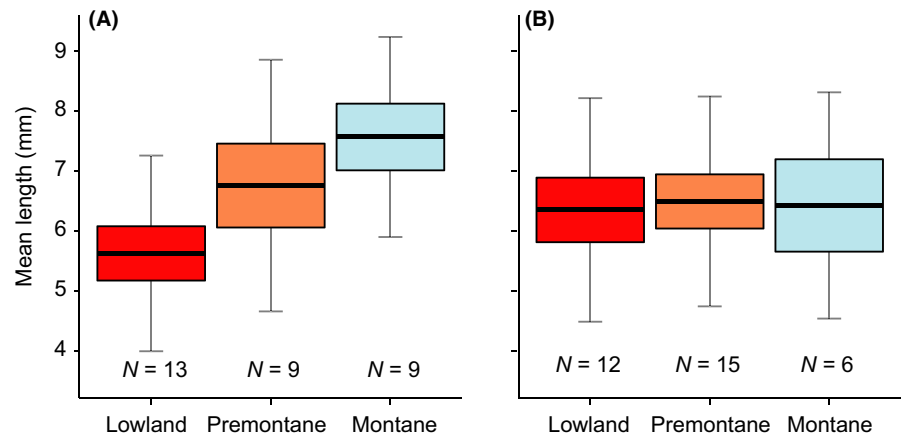 (A) (B)
Mean length (mm)
9
8
7
6
5
4
N = 13 N = 9 N = 9 N = 12 N = 15 N = 6
Lowland Premontane Montane Lowland Premontane Montane